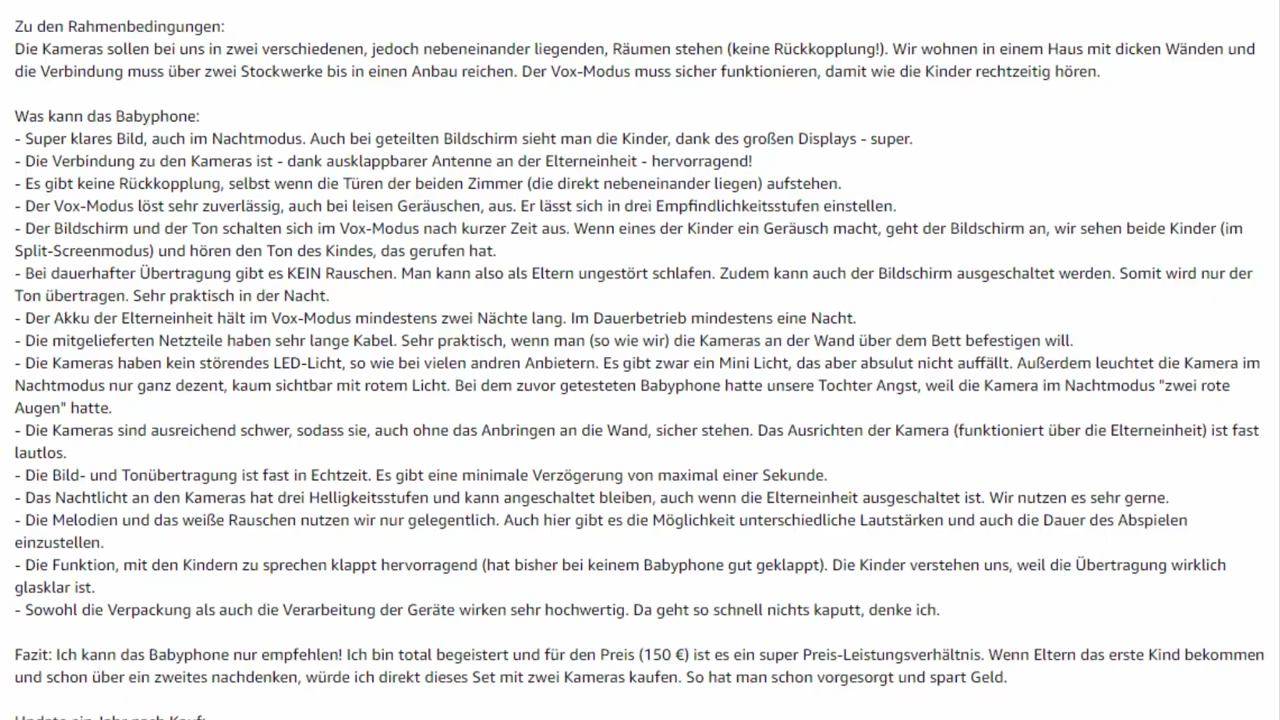 Zu den Rahmenbedingungen:
Die Kameras sollen bei uns in zwei verschiedenen, jedoch nebeneinander liegenden, Räumen stehen (keine Rückkopplung!). Wir wohnen in einem Haus mit dicken Wänden und
die Verbindung muss über zwei Stockwerke bis in einen Anbau reichen. Der Vox-Modus muss sicher funktionieren, damit wie die Kinder rechtzeitig hören.
Was kann das Babyphone:
- Super klares Bild, auch im Nachtmodus. Auch bei geteilten Bildschirm sieht man die Kinder, dank des großen Displays - super.
- Die Verbindung zu den Kameras ist - dank ausklappbarer Antenne an der Elterneinheit - hervorragend!
- Es gibt keine Rückkopplung, selbst wenn die Türen der beiden Zimmer (die direkt nebeneinander liegen) aufstehen.
- Der Vox-Modus löst sehr zuverlässig, auch bei leisen Geräuschen, aus. Er lässt sich in drei Empfindlichkeitsstufen einstellen.
- Der Bildschirm und der Ton schalten sich im Vox-Modus nach kurzer Zeit aus. Wenn eines der Kinder ein Geräusch macht, geht der Bildschirm an, wir sehen beide Kinder (im
Split-Screenmodus) und hören den Ton des Kindes, das gerufen hat.
- Bei dauerhafter Übertragung gibt es KEIN Rauschen. Man kann also als Eltern ungestört schlafen. Zudem kann auch der Bildschirm ausgeschaltet werden. Somit wird nur der
Ton übertragen. Sehr praktisch in der Nacht.
- Der Akku der Elterneinheit hält im Vox-Modus mindestens zwei Nächte lang. Im Dauerbetrieb mindestens eine Nacht.
- Die mitgelieferten Netzteile haben sehr lange Kabel. Sehr praktisch, wenn man (so wie wir) die Kameras an der Wand über dem Bett befestigen will.
- Die Kameras haben kein störendes LED-Licht, so wie bei vielen andren Anbietern. Es gibt zwar ein Mini Licht, das aber absolut nicht auffällt. Außerdem leuchtet die Kamera im
Nachtmodus nur ganz dezent, kaum sichtbar mit rotem Licht. Bei dem zuvor getesteten Babyphone hatte unsere Tochter Angst, weil die Kamera im Nachtmodus "zwei rote
Augen" hatte.
- Die Kameras sind ausreichend schwer, sodass sie, auch ohne das Anbringen an die Wand, sicher stehen. Das Ausrichten der Kamera (funktioniert über die Elterneinheit) ist fast
lautlos.
- Die Bild- und Tonübertragung ist fast in Echtzeit. Es gibt eine minimale Verzögerung von maximal einer Sekunde.
- Das Nachtlicht an den Kameras hat drei Helligkeitsstufen und kann angeschaltet bleiben, auch wenn die Elterneinheit ausgeschaltet ist. Wir nutzen es sehr gerne.
- Die Melodien und das weiße Rauschen nutzen wir nur gelegentlich. Auch hier gibt es die Möglichkeit unterschiedliche Lautstärken und auch die Dauer des Abspielen
einzustellen.
- Die Funktion, mit den Kindern zu sprechen klappt hervorragend (hat bisher bei keinem Babyphone gut geklappt). Die Kinder verstehen uns, weil die Übertragung wirklich
glasklar ist.
- Sowohl die Verpackung als auch die Verarbeitung der Geräte wirken sehr hochwertig. Da geht so schnell nichts kaputt, denke ich.
Fazit: Ich kann das Babyphone nur empfehlen! Ich bin total begeistert und für den Preis (150 €) ist es ein super Preis-Leistungsverhältnis. Wenn Eltern das erste Kind bekommen
und schon über ein zweites nachdenken, würde ich direkt dieses Set mit zwei Kameras kaufen. So hat man schon vorgesorgt und spart Geld.
Update ein Jahr nach Kauf: